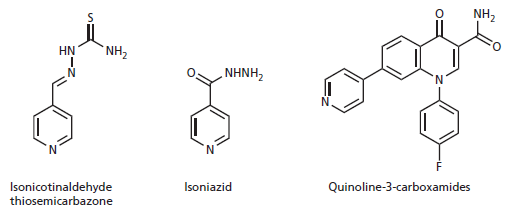 S
HN
NH₂
N
N
Isonicotinaldehyde
thiosemicarbazone
O
NHNH₂
N
Isoniazid
O
NH₂
O
N
N
F
Quinoline-3-carboxamides